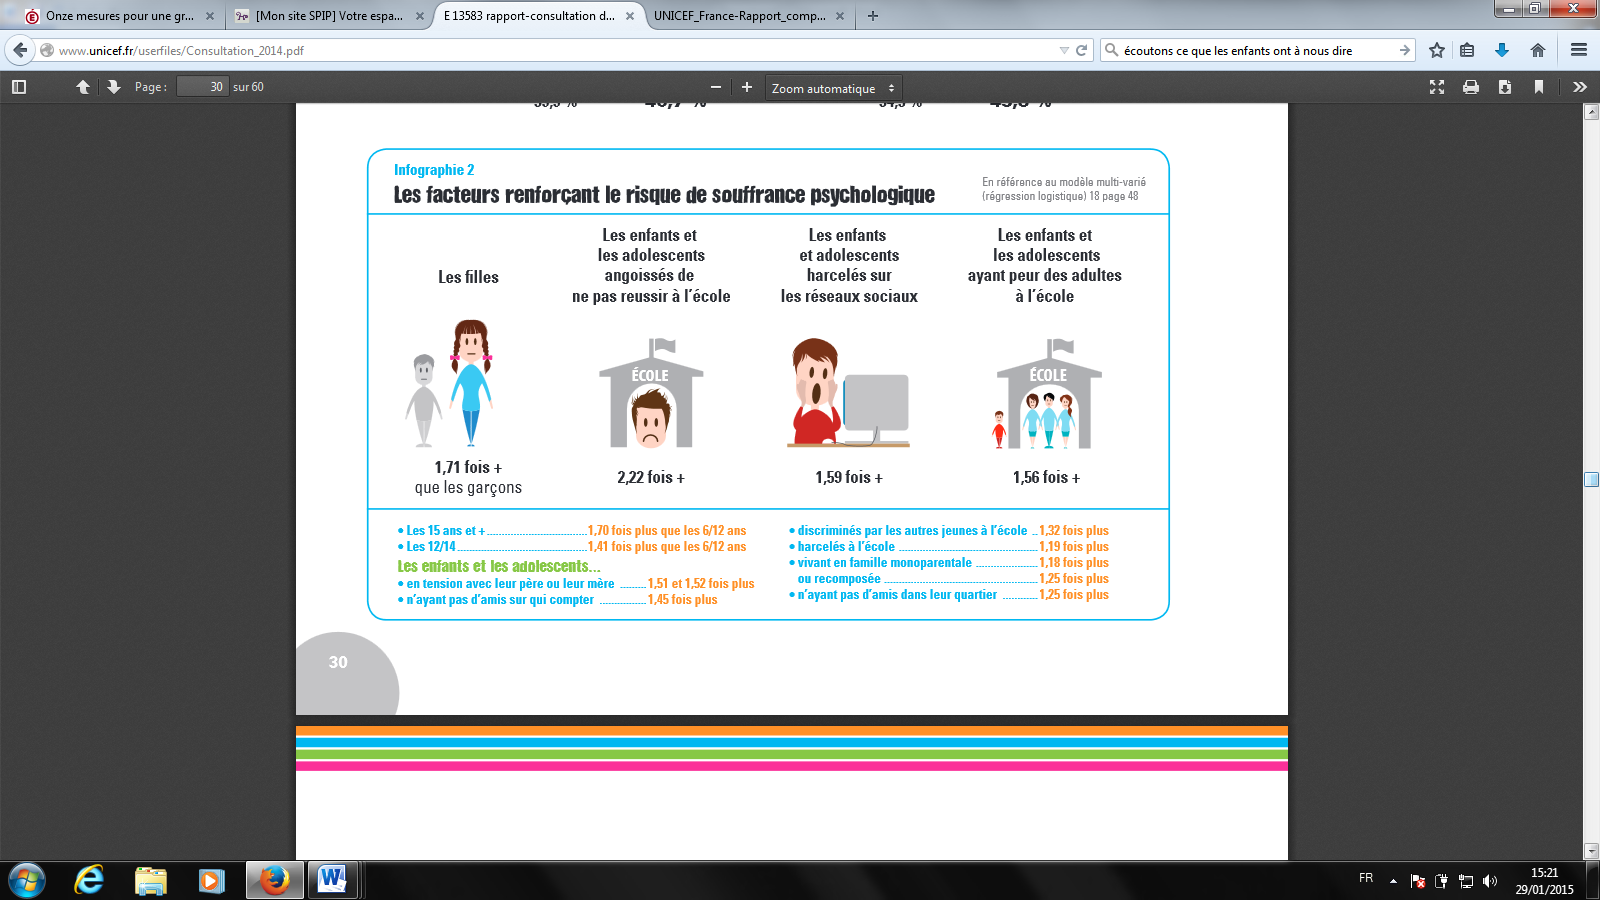 Onze mesures pour une gr...
[Mon site SPIP] Votre espa...
E 13583 rapport-consultation d...
UNICEF_France-Rapport_comp...
www.unicef.fr/userfiles/Consultation_2014.pdf
écoutons ce que les enfants ont à nous dire
Page : 30 sur 60
Zoom automatique
Infographie 2
Les facteurs renforçant le risque de souffrance psychologique
En référence au modèle multi-varié
(régression logistique) 18 page 48
Les filles
Les enfants et
les adolescents
angoissés de
ne pas reussir à l'école
Les enfants
et adolescents
harcelés sur
les réseaux sociaux
Les enfants et
les adolescents
ayant peur des adultes
à l'école
ÉCOLE
ÉCOLE
1,71 fois +
que les garçons
2,22 fois +
1,59 fois +
1,56 fois +
• Les 15 ans et + ................................ 1,70 fois plus que les 6/12 ans
• Les 12/14 ......................................... 1,41 fois plus que les 6/12 ans
Les enfants et les adolescents...
• en tension avec leur père ou leur mère ......... 1,51 et 1,52 fois plus
• n'ayant pas d'amis sur qui compter ................ 1,45 fois plus
• discriminés par les autres jeunes à l'école .. 1,32 fois plus
• harcelés à l'école ........................................... 1,19 fois plus
• vivant en famille monoparentale .................... 1,18 fois plus
ou recomposée ................................................ 1,25 fois plus
• n'ayant pas d'amis dans leur quartier ........... 1,25 fois plus
30
FR
15:21
29/01/2015